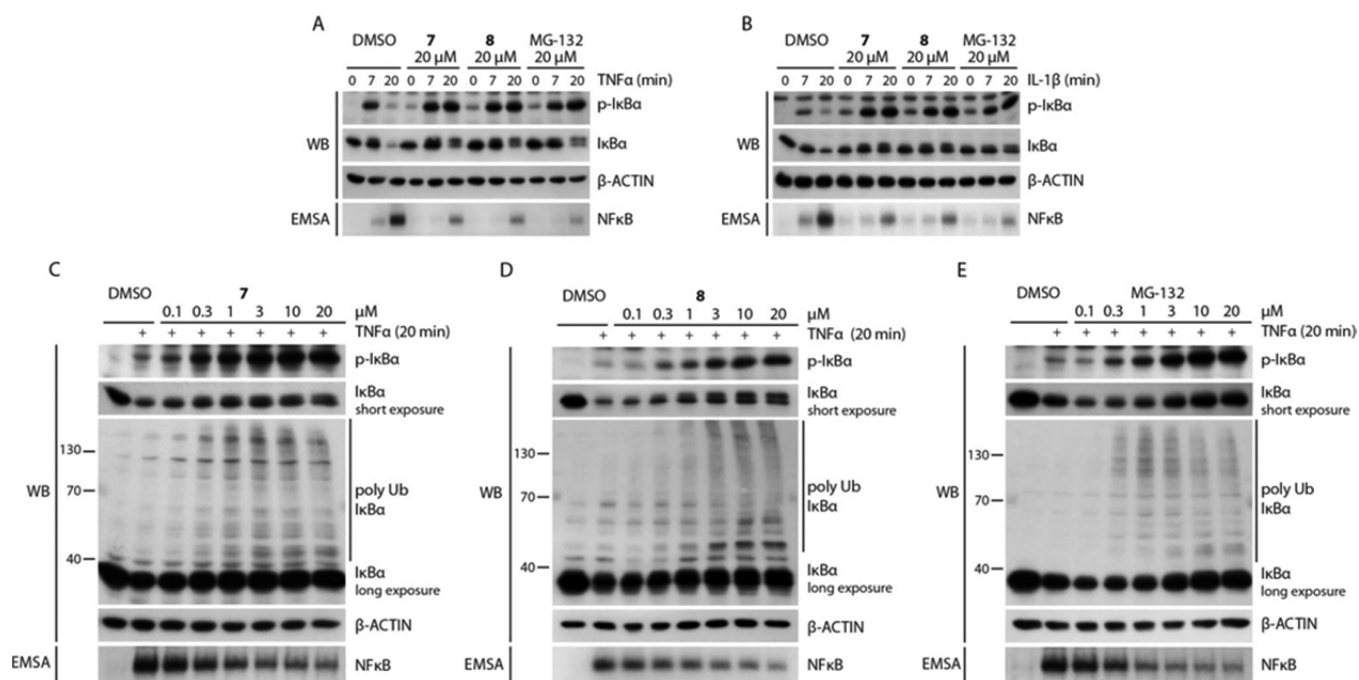 A
DMSO 7 8 MG-132
20 μM 20 μM 20 μM
0 7 20 0 7 20 0 7 20 0 7 20 TNFα (min)
WB
p-IκBα
IκBα
β-ACTIN
EMSA NFκB
B
DMSO 7 8 MG-132
20 μM 20 μM 20 μM
0 7 20 0 7 20 0 7 20 0 7 20 IL-1β (min)
WB
p-IκBα
IκBα
β-ACTIN
EMSA NFκB
C
DMSO 7
0.1 0.3 1 3 10 20 μM
+ + + + + + + TNFα (20 min)
WB
p-IκBα
IκBα
short exposure
130
70
40
poly Ub
IκBα
IκBα
long exposure
β-ACTIN
EMSA NFκB
D
DMSO 8
0.1 0.3 1 3 10 20 μM
+ + + + + + + TNFα (20 min)
WB
p-IκBα
IκBα
short exposure
130
70
40
poly Ub
IκBα
IκBα
long exposure
β-ACTIN
EMSA NFκB
E
DMSO MG-132
0.1 0.3 1 3 10 20 μM
+ + + + + + + TNFα (20 min)
WB
p-IκBα
IκBα
short exposure
130
70
40
poly Ub
IκBα
IκBα
long exposure
β-ACTIN
EMSA NFκB